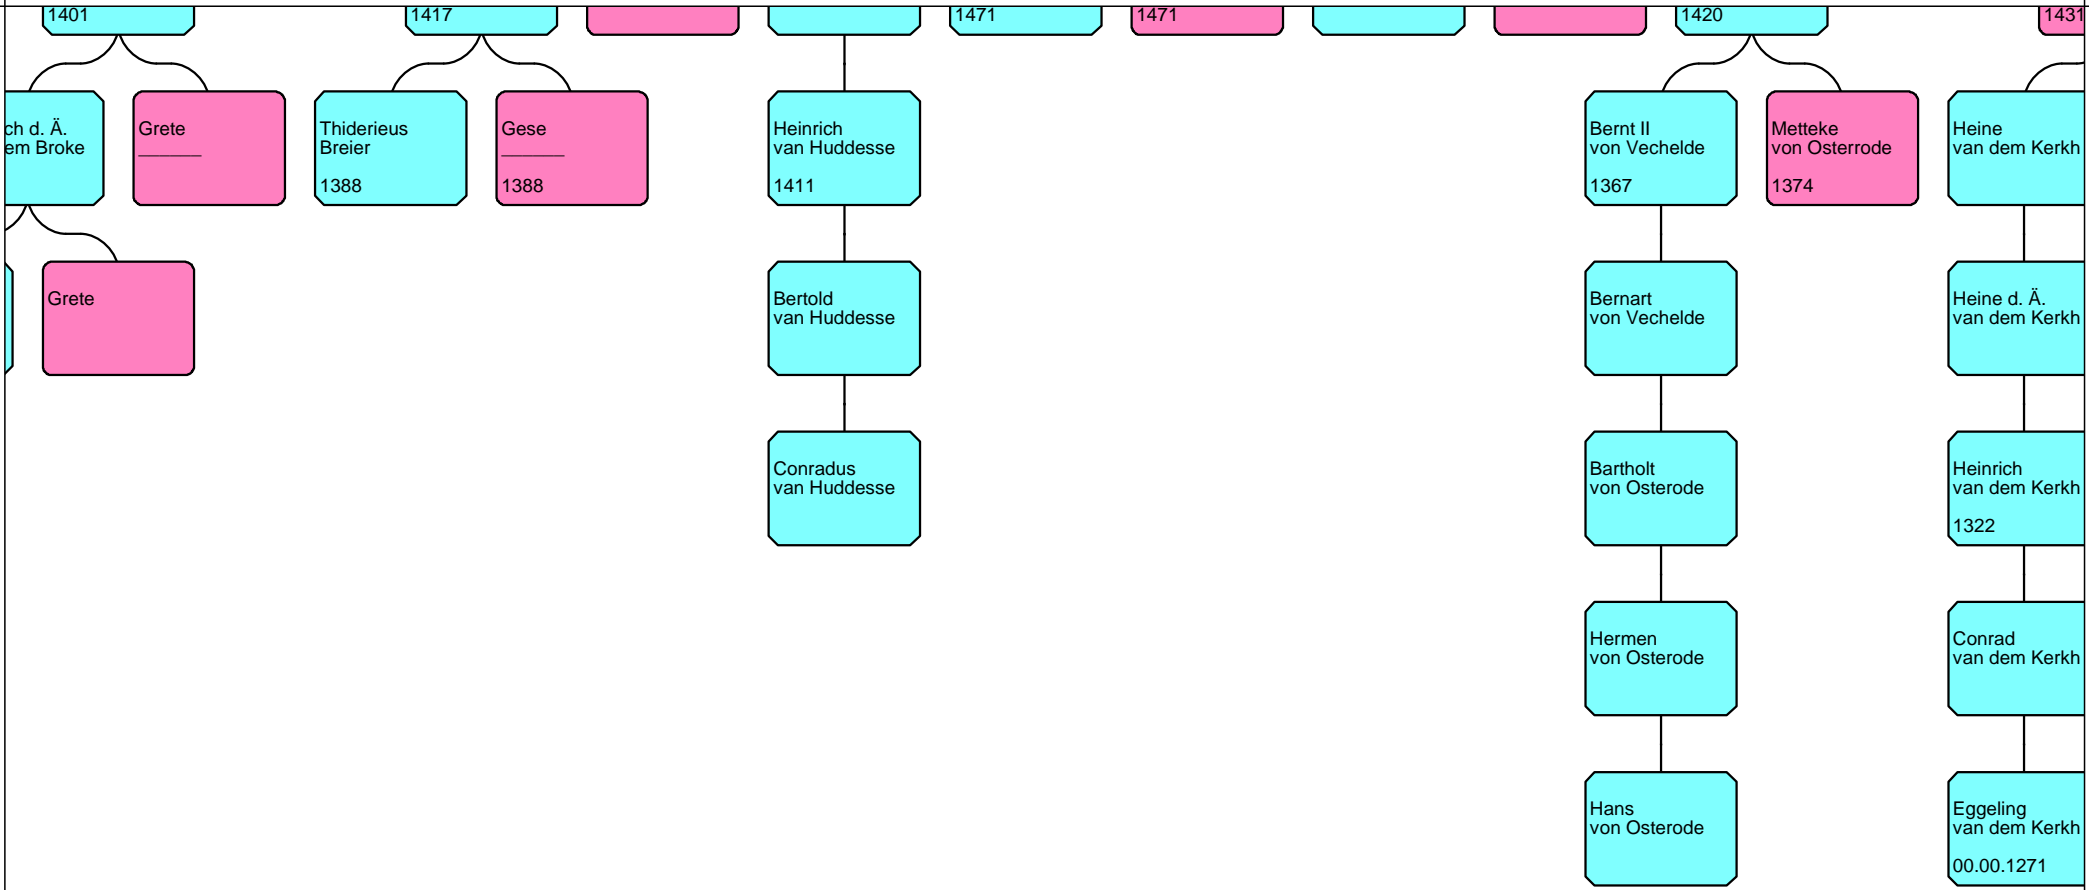 1401
1417
1471
1471
1420
1431
ch d. Ä.
em Broke
Grete
_______
Thiderieus
Breier
1388
Gese
_______
1388
Heinrich
van Huddesse
1411
Bernt II
von Vechelde
1367
Metteke
von Osterrode
1374
Heine
van dem Kerkh
Grete
Bertold
van Huddesse
Bernart
von Vechelde
Heine d. Ä.
van dem Kerkh
Conradus
van Huddesse
Bartholt
von Osterode
Heinrich
van dem Kerkh
1322
Hermen
von Osterode
Conrad
van dem Kerkh
Hans
von Osterode
Eggeling
van dem Kerkh
00.00.1271